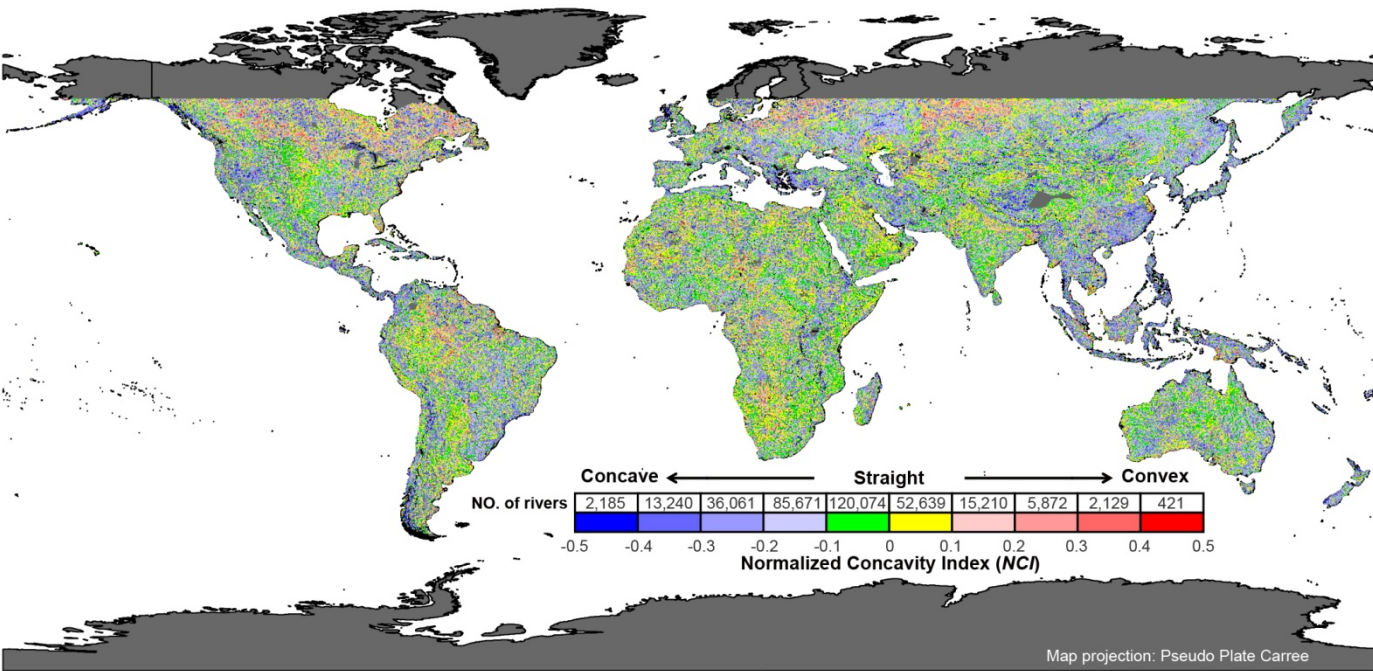 Concave Straight Convex
NO. of rivers 2,185 13,240 36,061 85,671 120,074 52,639 15,210 5,872 2,129 421
-0.5 -0.4 -0.3 -0.2 -0.1 0 0.1 0.2 0.3 0.4 0.5
Normalized Concavity Index (NCI)
Map projection: Pseudo Plate Carree